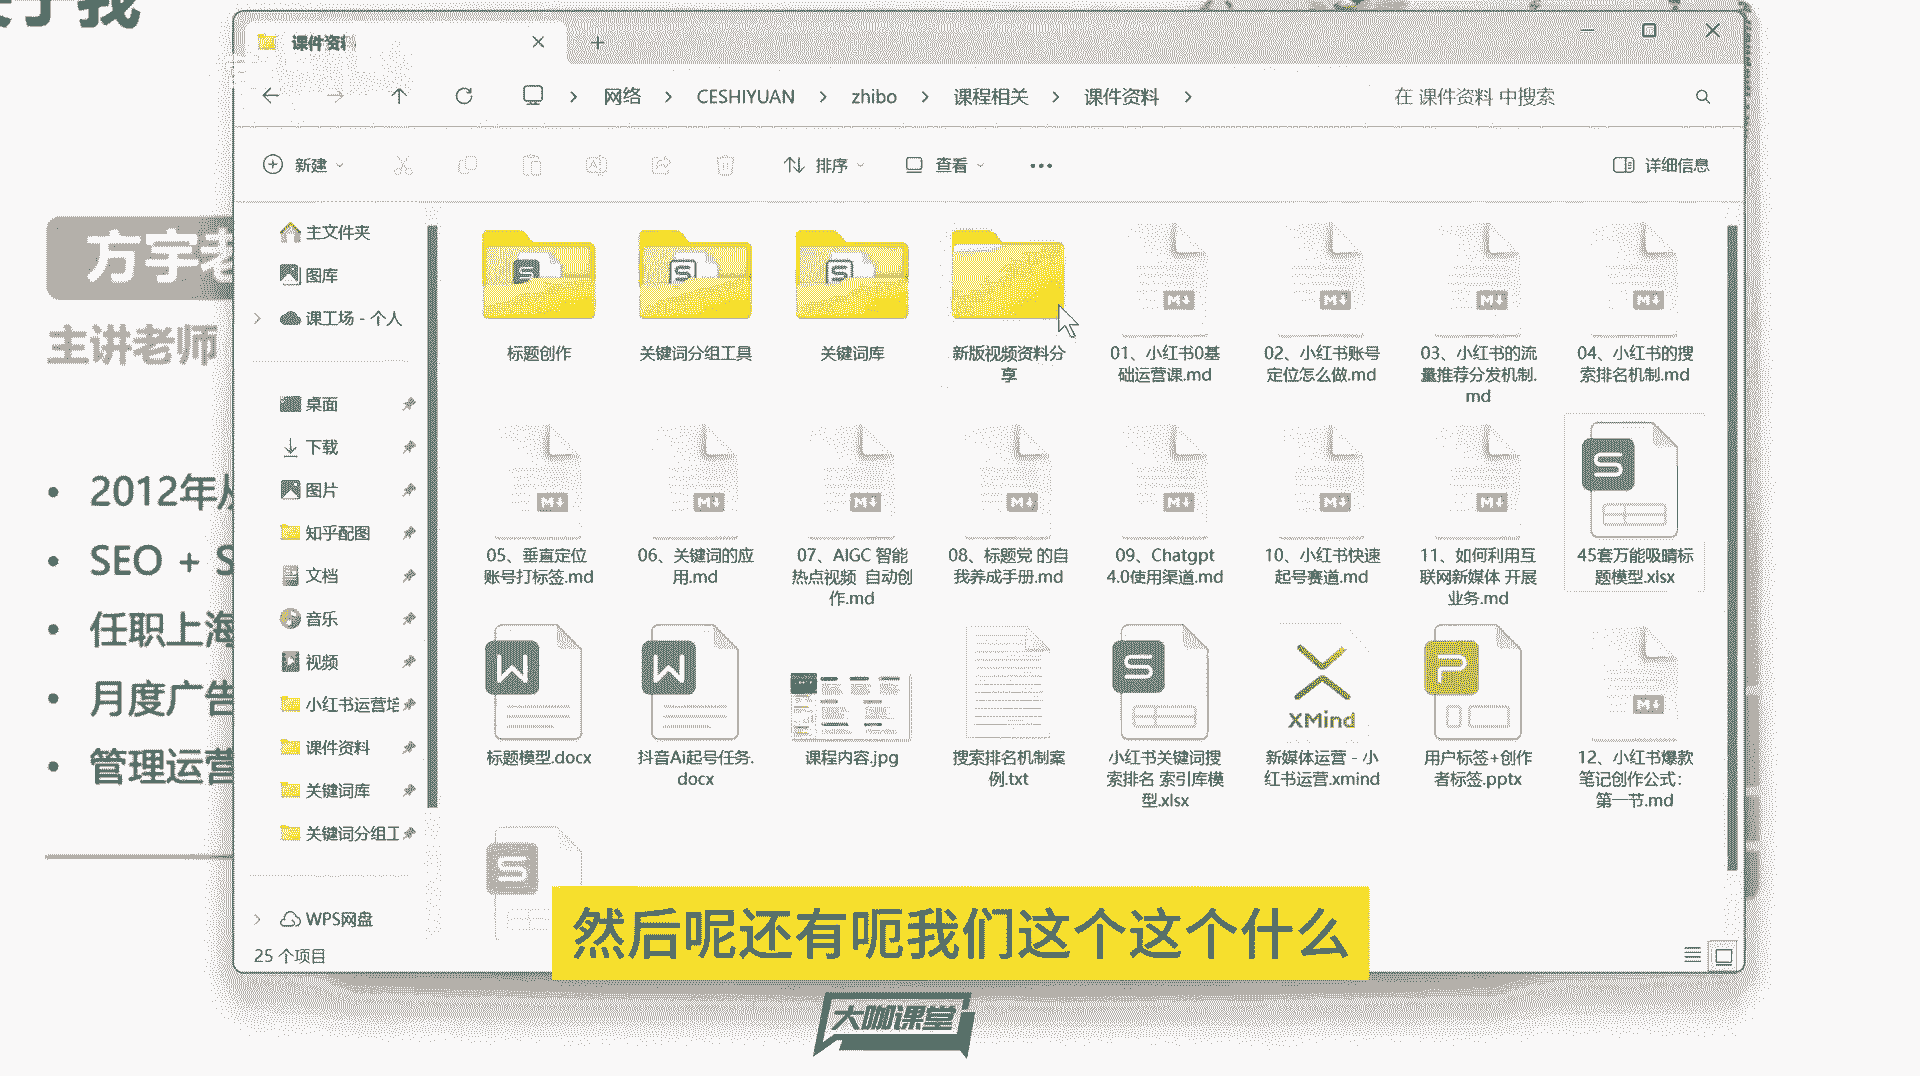 课件资料
网络
CESHIYUAN
zhibo
课程相关
课件资料
在 课件资料 中搜索
新建
排序
查看
详细信息
方宇老
主讲老师
2012年从
SEO + S
任职上海
月度广告
管理运营
主文件夹
图库
课工场 - 个人
桌面
下载
图片
知乎配图
文档
音乐
视频
小红书运营培
课件资料
关键词库
关键词分组工
WPS网盘
25 个项目
标题创作
关键词分组工具
关键词库
新版视频资料分
享
01、小红书0基
础运营课.md
02、小红书账号
定位怎么做.md
03、小红书的流
量推荐分发机制.
md
04、小红书的搜
索排名机制.md
05、垂直定位
账号打标签.md
06、关键词的应
用.md
07、AIGC 智能
热点视频 自动创
作.md
08、标题党 的自
我养成手册.md
09、Chatgpt
4.0使用渠道.md
10、小红书快速
起号赛道.md
11、如何利用互
联网新媒体 开展
业务.md
45套万能吸睛标
题模型.xlsx
标题模型.docx
抖音Ai起号任务.
docx
课程内容.jpg
搜索排名机制案
例.txt
小红书关键词搜
索排名 索引库模
型.xlsx
XMind
新媒体运营 - 小
红书运营.xmind
用户标签+创作
者标签.pptx
12、小红书爆款
笔记创作公式：
第一节.md
然后呢还有呃我们这个这个什么
大咖课堂